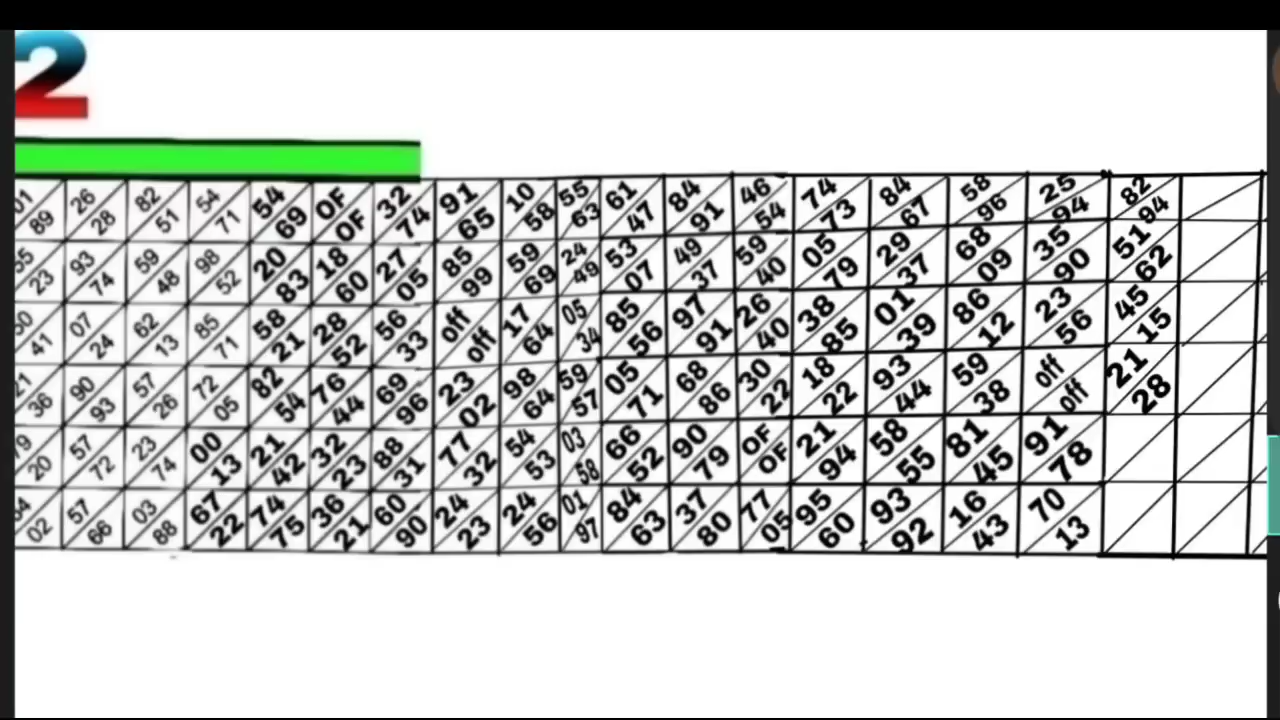 2
01 26 82 54 54 OF 32 91 10 55 61 84 46 74 84 58 25 82
89 28 51 71 69 OF 74 65 58 63 47 91 54 73 67 96 94 94
93 59 98 20 18 27 85 59 24 53 49 59 05 29 68 35 51
23 74 48 52 83 60 05 99 69 49 07 37 40 79 37 09 90 62
07 62 85 58 28 56 off 17 05 85 97 26 38 01 86 23 45
41 24 13 71 21 52 33 off 64 34 56 91 40 85 39 12 56 15
21 90 57 72 82 76 69 23 98 59 05 68 30 18 93 59 off 21
36 93 26 05 54 44 96 02 64 57 71 86 22 22 44 38 off 28
57 23 00 21 32 88 77 54 03 66 90 OF 21 58 81 91
20 72 74 13 42 23 31 32 53 58 52 79 OF 94 55 45 78
57 03 67 74 36 60 24 24 01 84 37 77 95 93 16 70
02 66 88 22 75 21 90 23 56 97 63 80 05 60 92 43 13